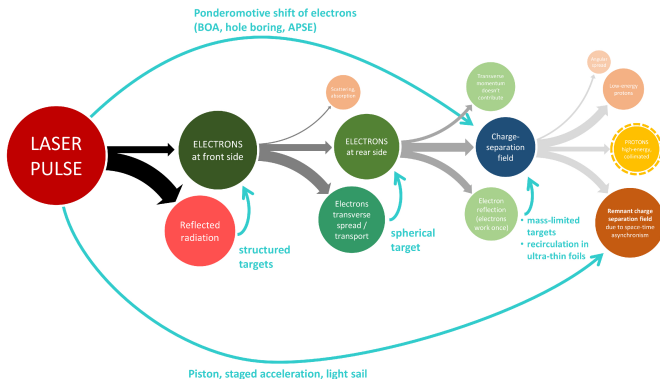 Ponderomotive shift of electrons
(BOA, hole boring, APSE)
LASER
PULSE
ELECTRONS
at front side
Reflected
radiation
structured
targets
Scattering,
absorption
ELECTRONS
at rear side
Electrons
transverse
spread /
transport
spherical
target
Transverse
momentum
doesn't
contribute
Charge-
separation
field
Electron
reflection
(electrons
work once)
• mass-limited
targets
• recirculation in
ultra-thin foils
Angular
spread
Low-energy
protons
PROTONS
high-energy,
collimated
Remnant charge
separation field
due to space-time
asynchronism
Piston, staged acceleration, light sail